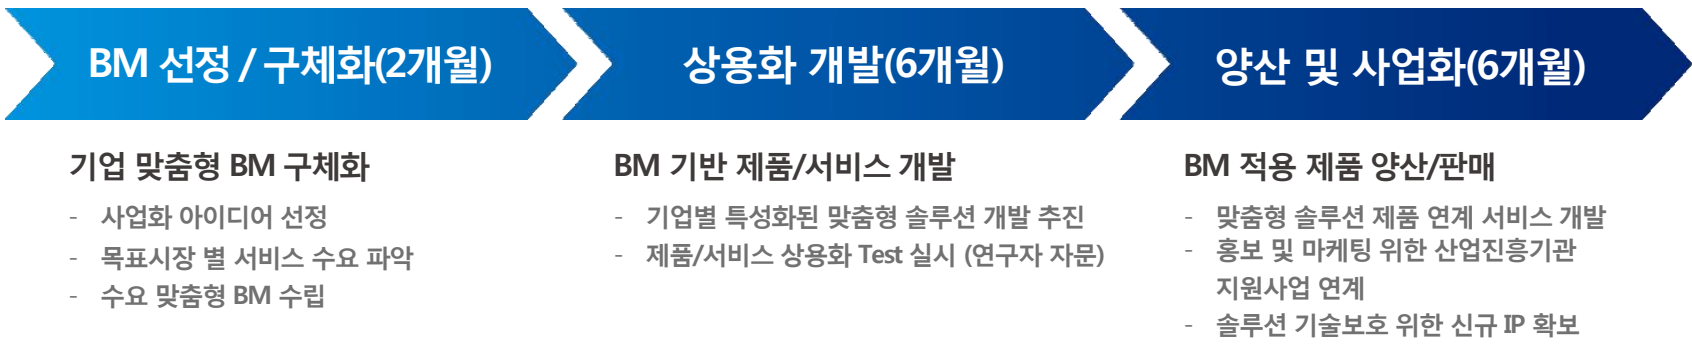 BM 선정 / 구체화(2개월)
상용화 개발(6개월)
양산 및 사업화(6개월)
기업 맞춤형 BM 구체화
- 사업화 아이디어 선정
- 목표시장 별 서비스 수요 파악
- 수요 맞춤형 BM 수립
BM 기반 제품/서비스 개발
- 기업별 특성화된 맞춤형 솔루션 개발 추진
- 제품/서비스 상용화 Test 실시 (연구자 자문)
BM 적용 제품 양산/판매
- 맞춤형 솔루션 제품 연계 서비스 개발
- 홍보 및 마케팅 위한 산업진흥기관
지원사업 연계
- 솔루션 기술보호 위한 신규 IP 확보